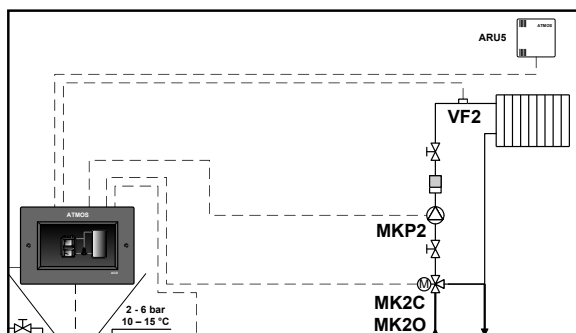 ARU5
ATMOS
VF2
ATMOS
MKP2
M
MK2C
MK2O
2 - 6 bar
10 – 15 °C